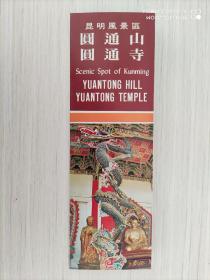 昆明風景區
圓通山
圓通寺
Scenic Spot of Kunming
YUANTONG HILL
YUANTONG TEMPLE